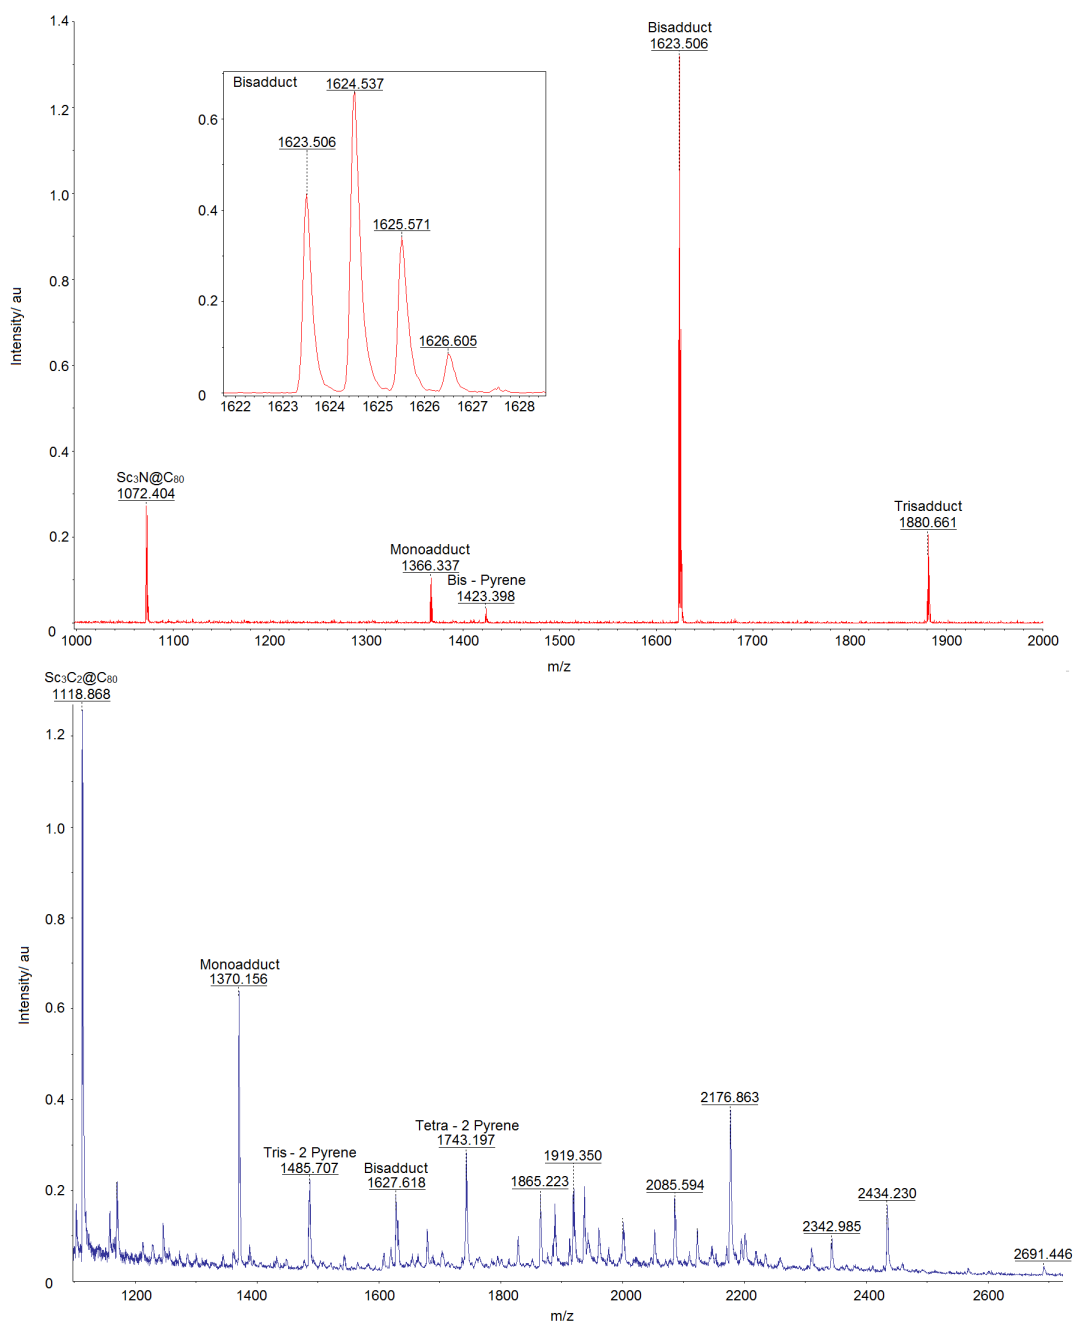 1.4
Bisadduct
1623.506
Bisadduct
1624.537
1.2
0.6
1623.506
1.0
0.4
1625.571
Intensity/ au
0.8
0.2
1626.605
0
1622 1623 1624 1625 1626 1627 1628
0.6
0.4
Sc₃N@C₈₀
1072.404
Trisadduct
1880.661
0.2
Monoadduct
1366.337
Bis - Pyrene
1423.398
0
1000 1100 1200 1300 1400 1500 1600 1700 1800 1900 2000
m/z
Sc₃C₂@C₈₀
1118.868
1.2
1.0
0.8
Intensity/ au
Monoadduct
1370.156
0.6
0.4
Tetra - 2 Pyrene
1743.197
2176.863
Tris - 2 Pyrene
1485.707
Bisadduct
1627.618
1865.223
1919.350
2085.594
0.2
2434.230
2342.985
2691.446
0
1200 1400 1600 1800 2000 2200 2400 2600
m/z